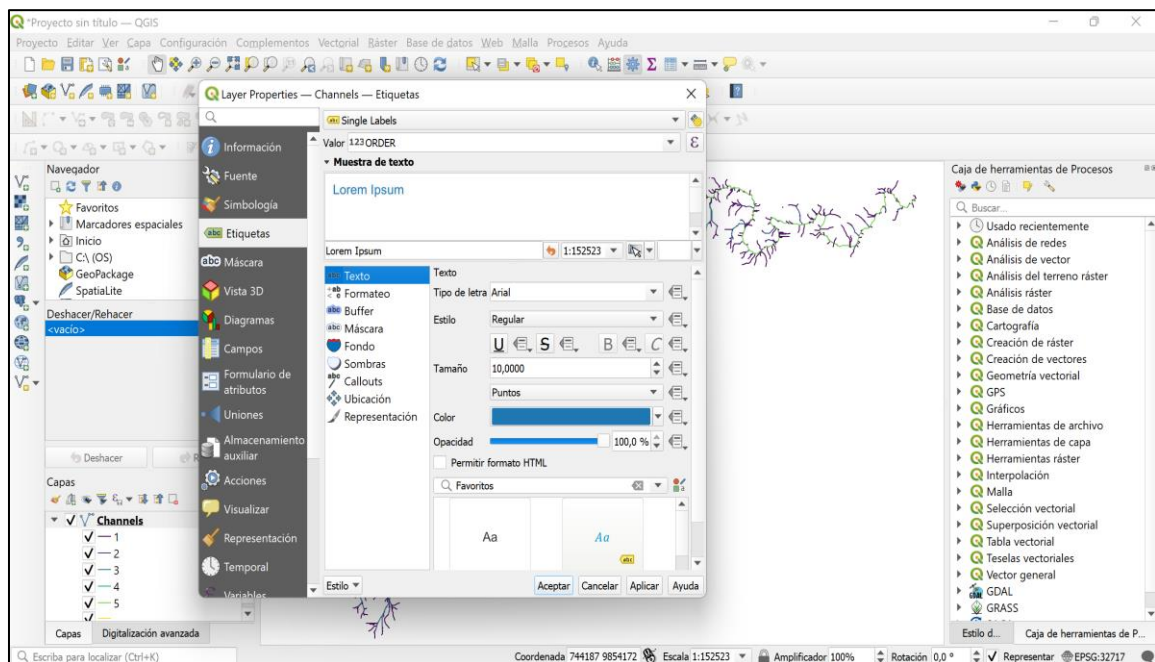 *Proyecto sin título — QGIS
Proyecto Editar Ver Capa Configuración Complementos Vectorial Ráster Base de datos Web Malla Procesos Ayuda
Layer Properties — Channels — Etiquetas
Información
Fuente
Simbología
Etiquetas
Máscara
Vista 3D
Diagramas
Campos
Formulario de
atributos
Uniones
Almacenamiento
auxiliar
Acciones
Visualizar
Representación
Temporal
Variables
Single Labels
Valor 123 ORDER
Muestra de texto
Lorem Ipsum
Lorem Ipsum
1:152523
Texto
Formateo
Buffer
Máscara
Fondo
Sombras
Callouts
Ubicación
Representación
Texto
Tipo de letra Arial
Estilo Regular
U S B C
Tamaño 10,0000
Puntos
Color
Opacidad 100,0 %
Permitir formato HTML
Favoritos
Aa Aa
Estilo Aceptar Cancelar Aplicar Ayuda
Navegador
Favoritos
Marcadores espaciales
Inicio
C:\ (OS)
GeoPackage
SpatiaLite
Deshacer/Rehacer
<vacío>
Deshacer
Capas
Channels
1
2
3
4
5
Capas Digitalización avanzada
Caja de herramientas de Procesos
Buscar...
Usado recientemente
Análisis de redes
Análisis de vector
Análisis del terreno ráster
Análisis ráster
Base de datos
Cartografía
Creación de ráster
Creación de vectores
Geometría vectorial
GPS
Gráficos
Herramientas de archivo
Herramientas de capa
Herramientas ráster
Interpolación
Malla
Selección vectorial
Superposición vectorial
Tabla vectorial
Teselas vectoriales
Vector general
GDAL
GRASS
Estilo d... Caja de herramientas de P...
Escriba para localizar (Ctrl+K) Coordenada 744187 9854172 Escala 1:152523 Amplificador 100% Rotación 0,0 ° Representar EPSG:32717